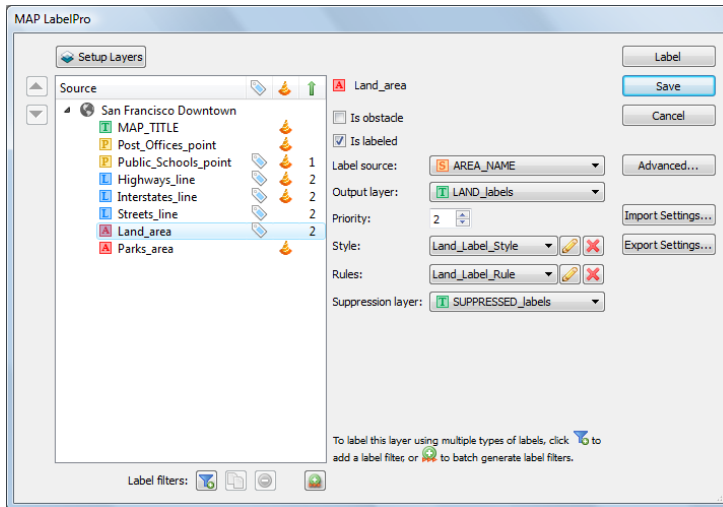 MAP LabelPro
Setup Layers
Source
San Francisco Downtown
T MAP_TITLE
P Post_Offices_point
P Public_Schools_point 1
L Highways_line 2
L Interstates_line 2
L Streets_line 2
A Land_area 2
A Parks_area
Label filters:
A Land_area
Is obstade
Is labeled
Label source: S AREA_NAME
Output layer: T LAND_labels
Priority: 2
Style: Land_Label_Style
Rules: Land_Label_Rule
Suppression layer: T SUPPRESSED_labels
To label this layer using multiple types of labels, click to
add a label filter, or to batch generate label filters.
Label
Save
Cancel
Advanced...
Import Settings...
Export Settings...